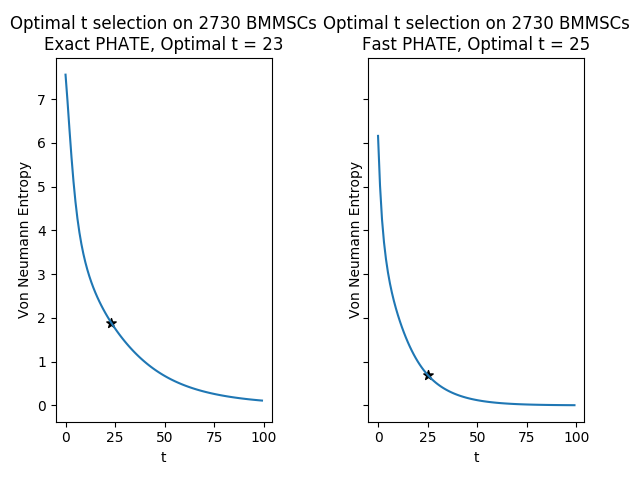 Optimal t selection on 2730 BMMSCs
Exact PHATE, Optimal t = 23
Optimal t selection on 2730 BMMSCs
Fast PHATE, Optimal t = 25
Von Neumann Entropy
7
6
5
4
3
2
1
0
0 25 50 75 100
t
Von Neumann Entropy
0 25 50 75 100
t